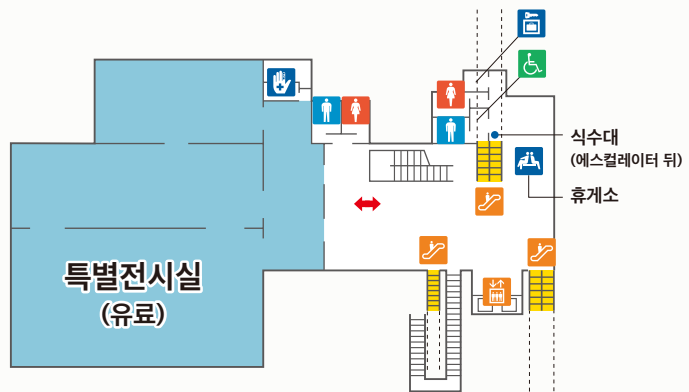 식수대
(에스컬레이터 뒤)
휴게소
특별전시실
(유료)